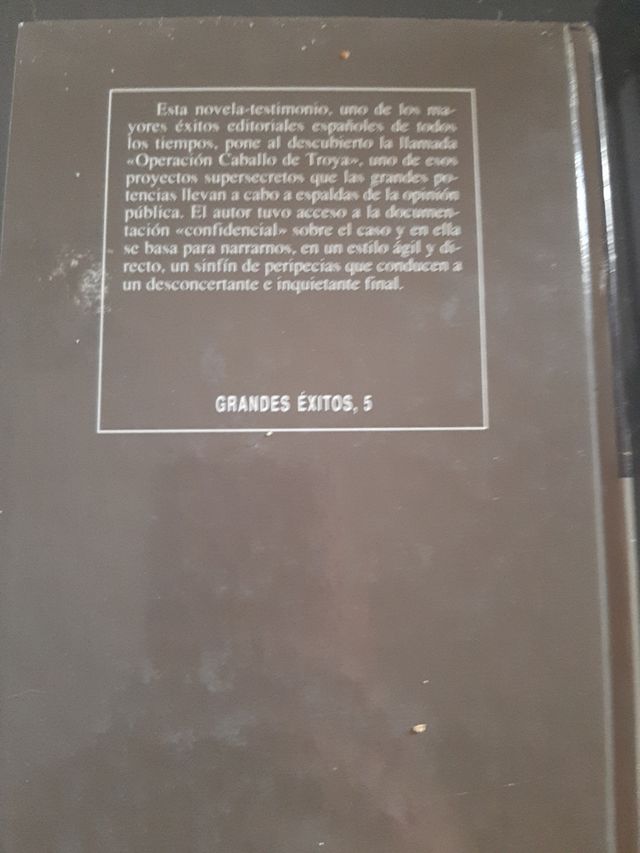 Esta novela-testimonio, uno de los ma-
yores éxitos editoriales españoles de todos
los tiempos, pone al descubierto la llamada
«Operación Caballo de Troya», uno de esos
proyectos supersecretos que las grandes po-
tencias llevan a cabo a espaldas de la opinión
pública. El autor tuvo acceso a la documen-
tación «confidencial» sobre el caso y en ella
se basa para narrarnos, en un estilo ágil y di-
recto, un sinfín de peripecias que conducen a
un desconcertante e inquietante final.
GRANDES ÉXITOS, 5